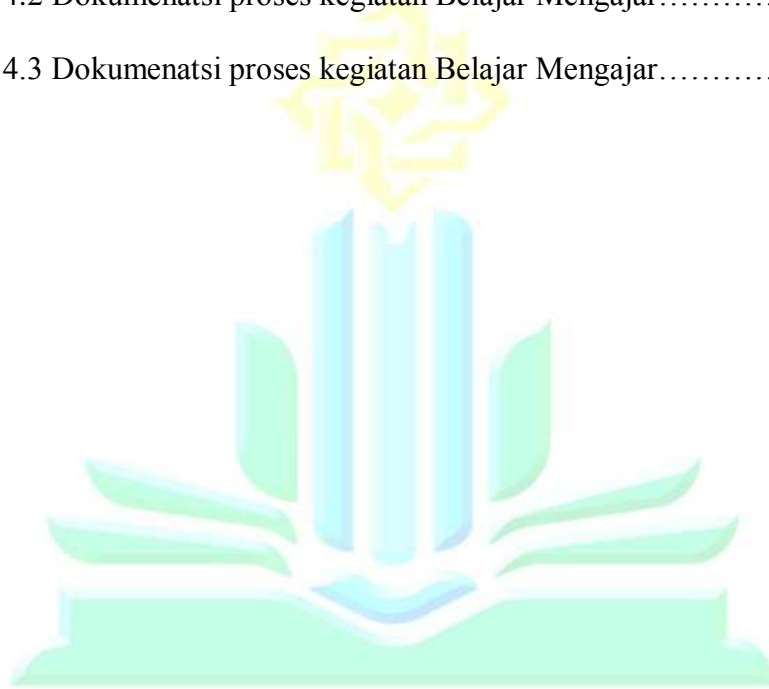 4.2 Dokumenatsi proses kegiatan Belajar Mengajar…………
4.3 Dokumenatsi proses kegiatan Belajar Mengajar…………